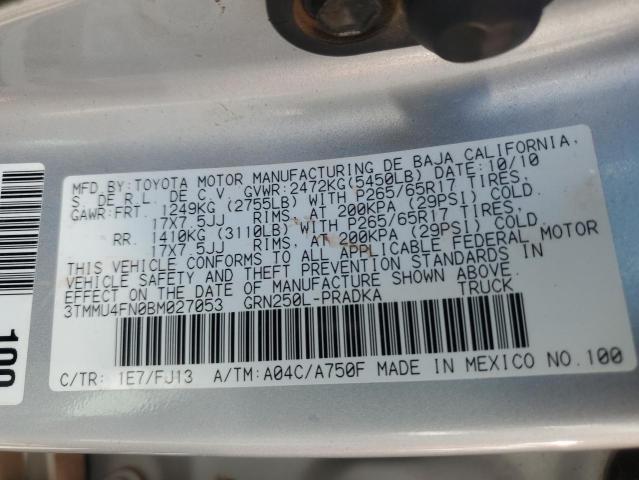 MFD.BY:TOYOTA MOTOR MANUFACTURING DE BAJA CALIFORNIA,
S. DE R.L. DE C.V. GVWR:2472KG(5450LB) DATE:10/10
GAWR:FRT. 1249KG (2755LB) WITH P265/65R17 TIRES,
17X7.5JJ RIMS, AT 200KPA (29PSI) COLD.
RR. 1410KG (3110LB) WITH P265/65R17 TIRES,
17X7.5JJ RIMS, AT 200KPA (29PSI) COLD.
THIS VEHICLE CONFORMS TO ALL APPLICABLE FEDERAL MOTOR
VEHICLE SAFETY AND THEFT PREVENTION STANDARDS IN
EFFECT ON THE DATE OF MANUFACTURE SHOWN ABOVE.
3TMMU4FN0BM027053 GRN250L-PRADKA TRUCK
C/TR: 1E7/FJ13 A/TM:A04C/A750F MADE IN MEXICO NO.100
100